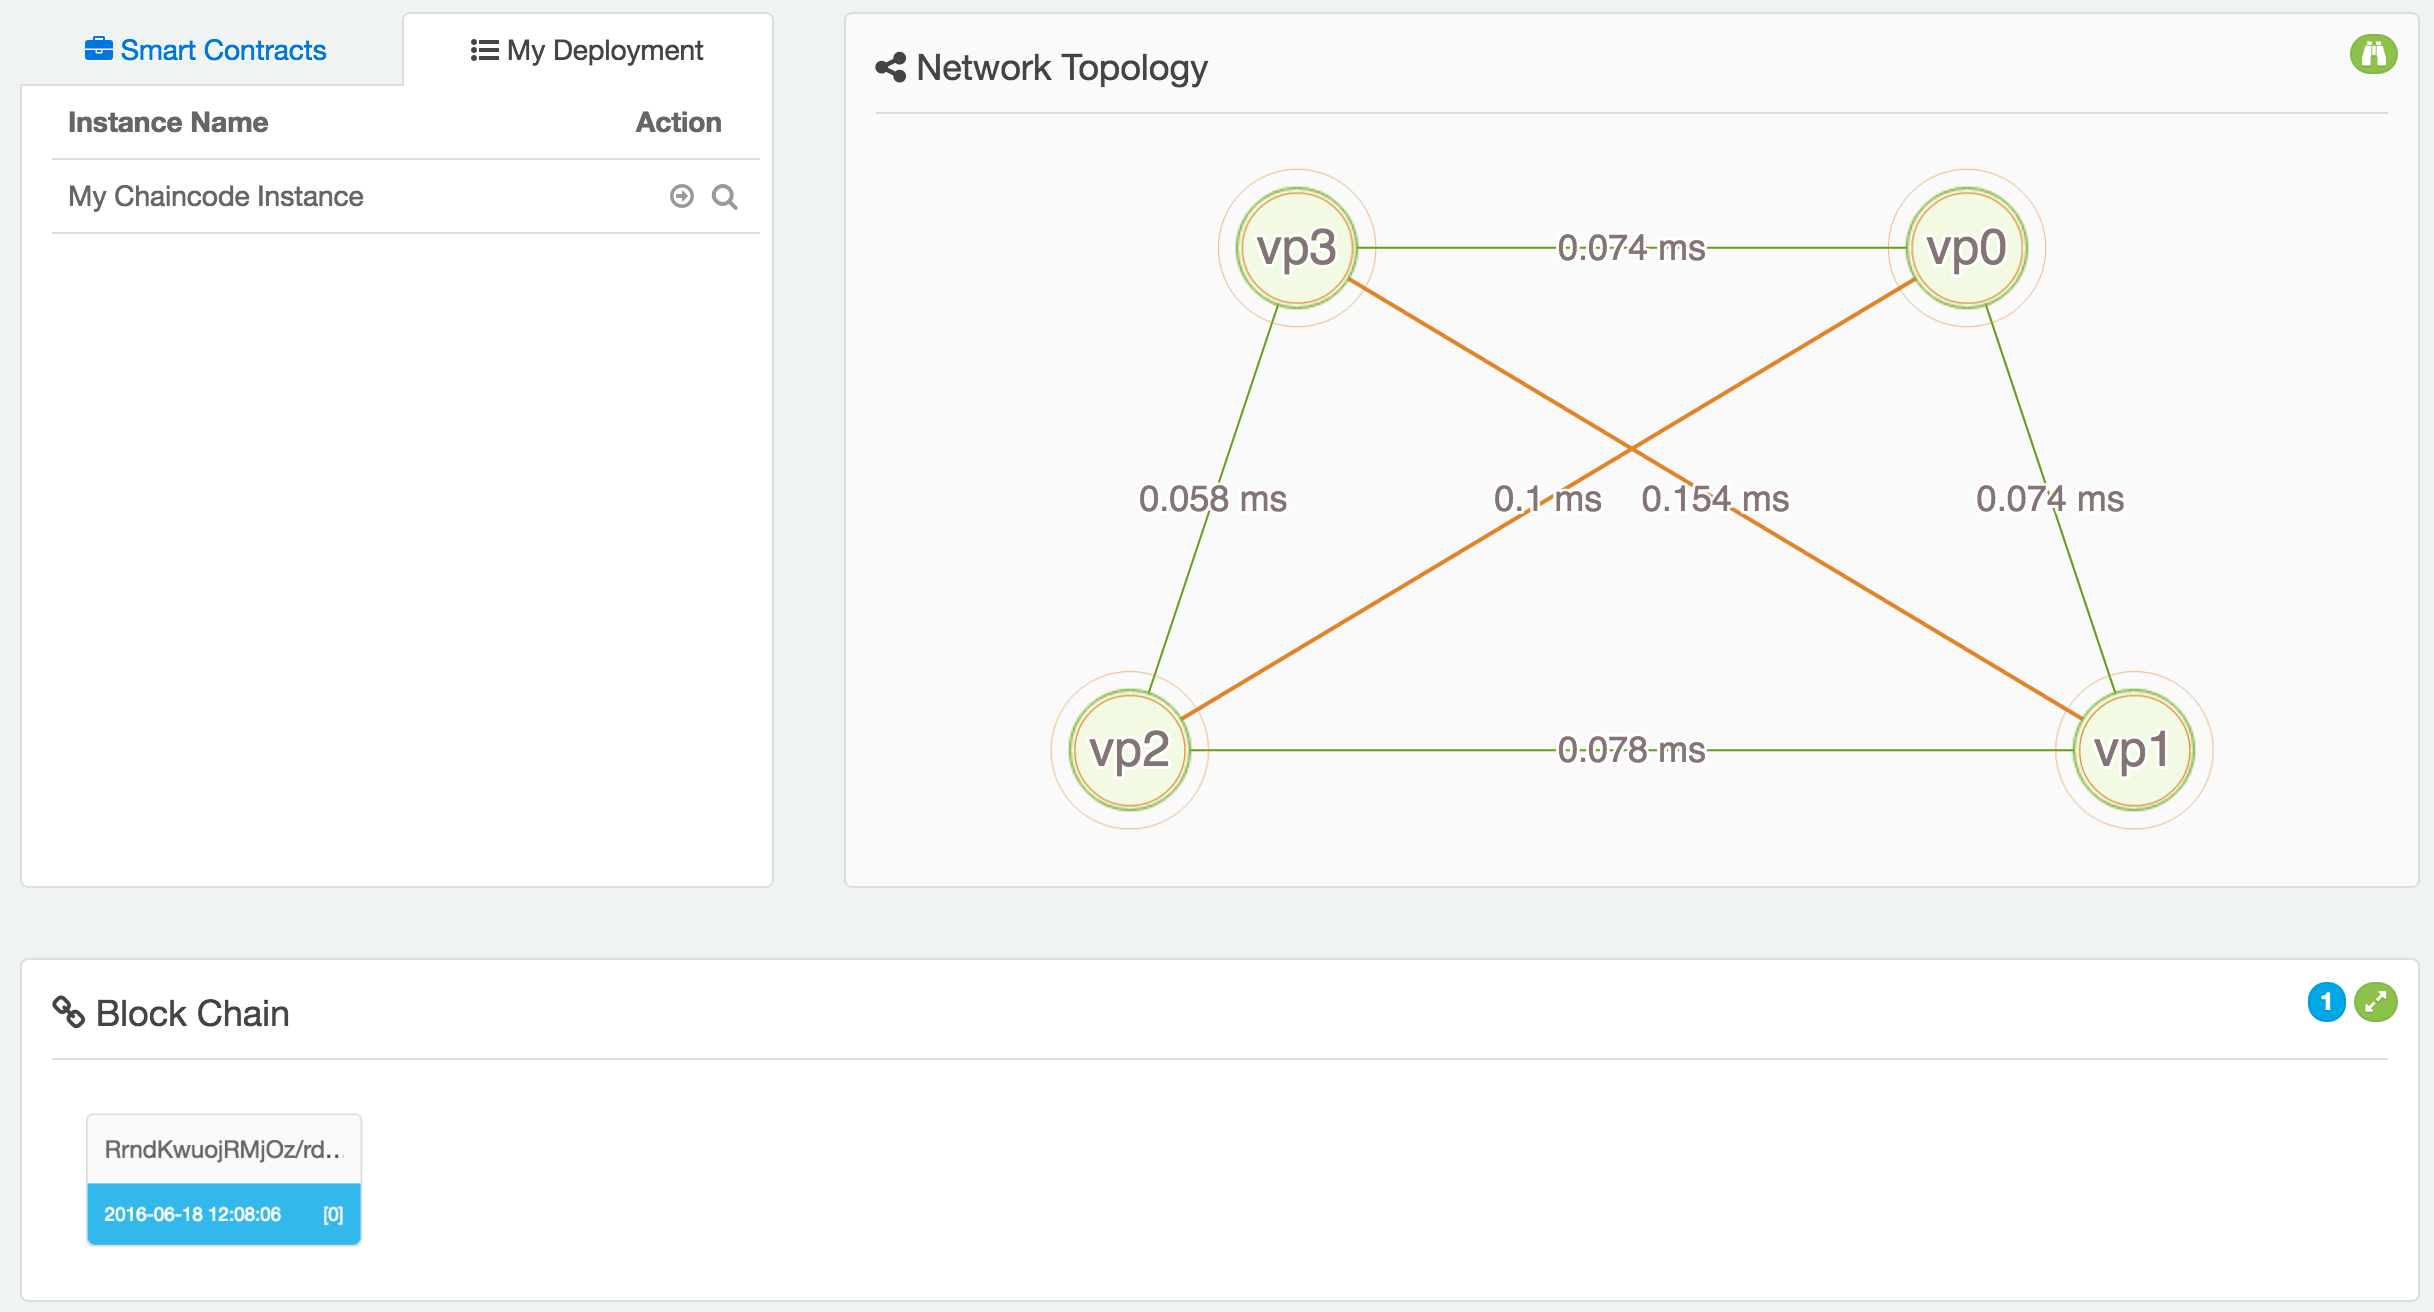 Smart Contracts
My Deployment
Instance Name
Action
My Chaincode Instance
Network Topology
vp3
0.074 ms
vp0
0.058 ms
0.1 ms
0.154 ms
0.074 ms
vp2
0.078 ms
vp1
Block Chain
1
RrndKwuojRMjOz/rd...
2016-06-18 12:08:06
[0]